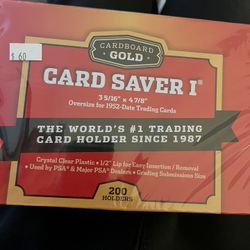 CARDBOARD
GOLD
$ 60
CARD SAVER I®
3 5/16" x 4 7/8"
Oversize for 1952-Date Trading Cards
THE WORLD'S #1 TRADING
CARD HOLDER SINCE 1987
Crystal Clear Plastic • 1/2" Lip for Easy Insertion / Removal
• Used by PSA® & Major PSA® Dealers • Grading Submissions Size
200
HOLDERS